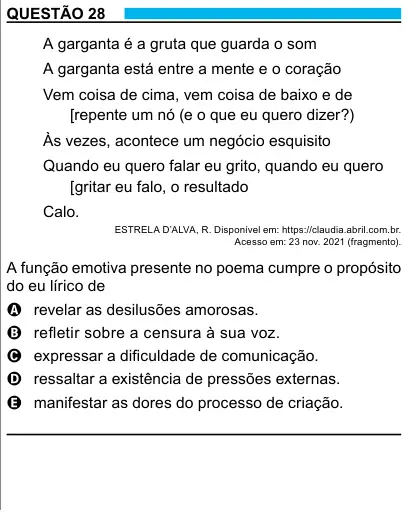 QUESTÃO 28
A garganta é a gruta que guarda o som
A garganta está entre a mente e o coração
Vem coisa de cima, vem coisa de baixo e de
[repente um nó (e o que eu quero dizer?)
Às vezes, acontece um negócio esquisito
Quando eu quero falar eu grito, quando eu quero
[gritar eu falo, o resultado
Calo.
ESTRELA D'ALVA, R. Disponível em: https://claudia.abril.com.br.
Acesso em: 23 nov. 2021 (fragmento).
A função emotiva presente no poema cumpre o propósito
do eu lírico de
A revelar as desilusões amorosas.
B refletir sobre a censura à sua voz.
C expressar a dificuldade de comunicação.
D ressaltar a existência de pressões externas.
E manifestar as dores do processo de criação.